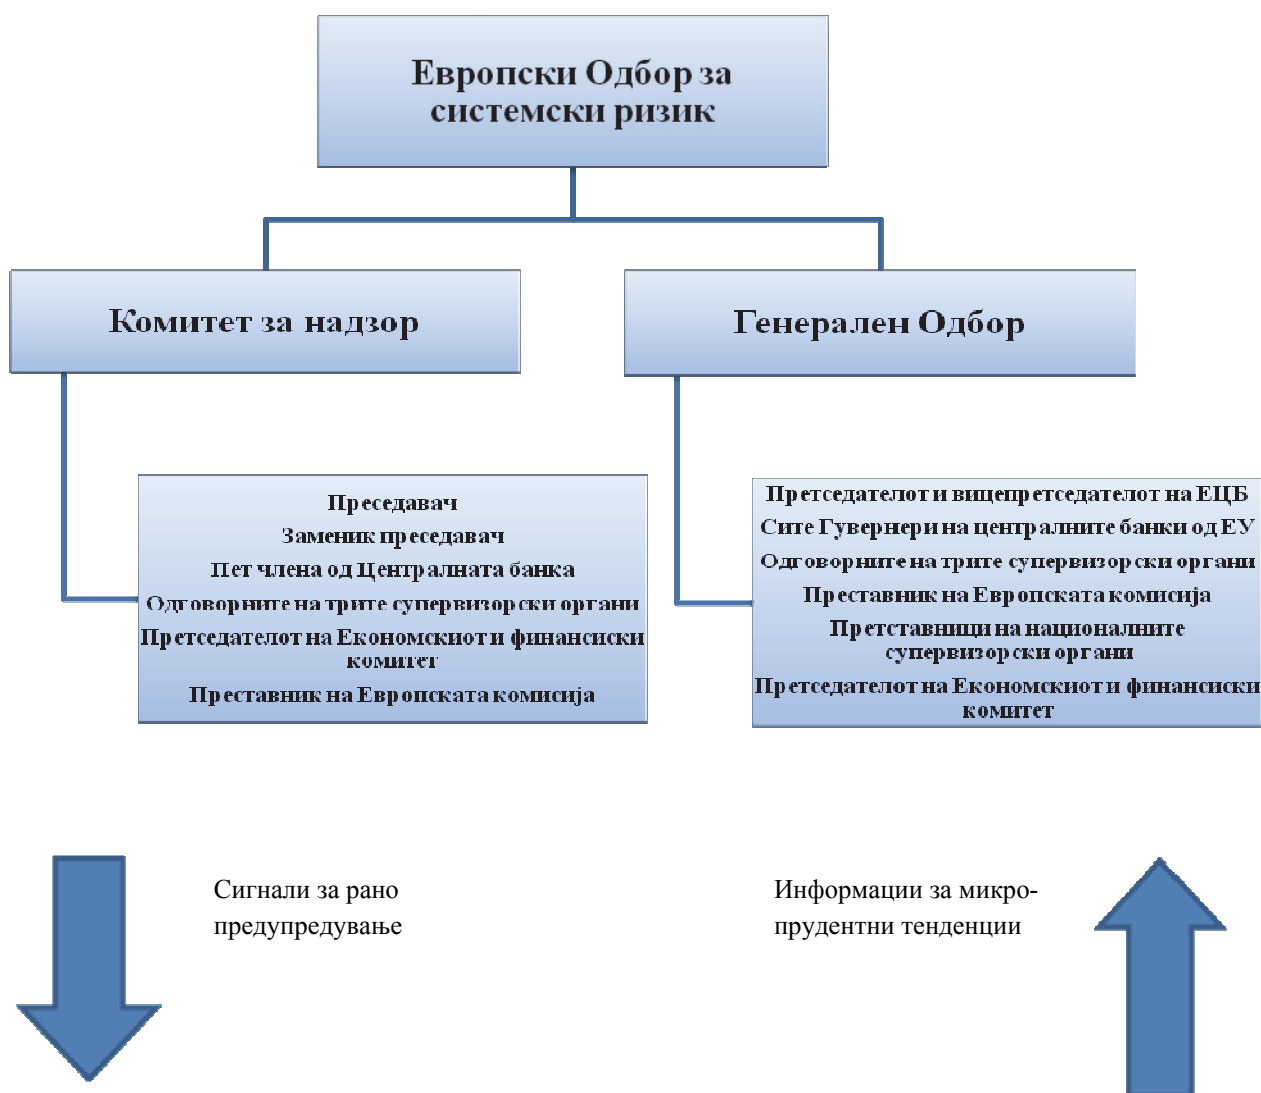 Европски Одбор за
системски ризик
Комитет за надзор
Генерален Одбор
Преседавач
Заменик преседавач
Пет члена од Централната банка
Одговорните на трите супервизорски органи
Претседателот на Економскиот и финансиски
комитет
Преставник на Европската комисија
Претседателот и вицепретседателот на ЕЦБ
Сите Гувернери на централните банки од ЕУ
Одговорните на трите супервизорски органи
Преставник на Европската комисија
Претставници на националните
супервизорски органи
Претседателот на Економскиот и финансиски
комитет
Сигнали за рано
предупредување
Информации за микро-
прудентни тенденции